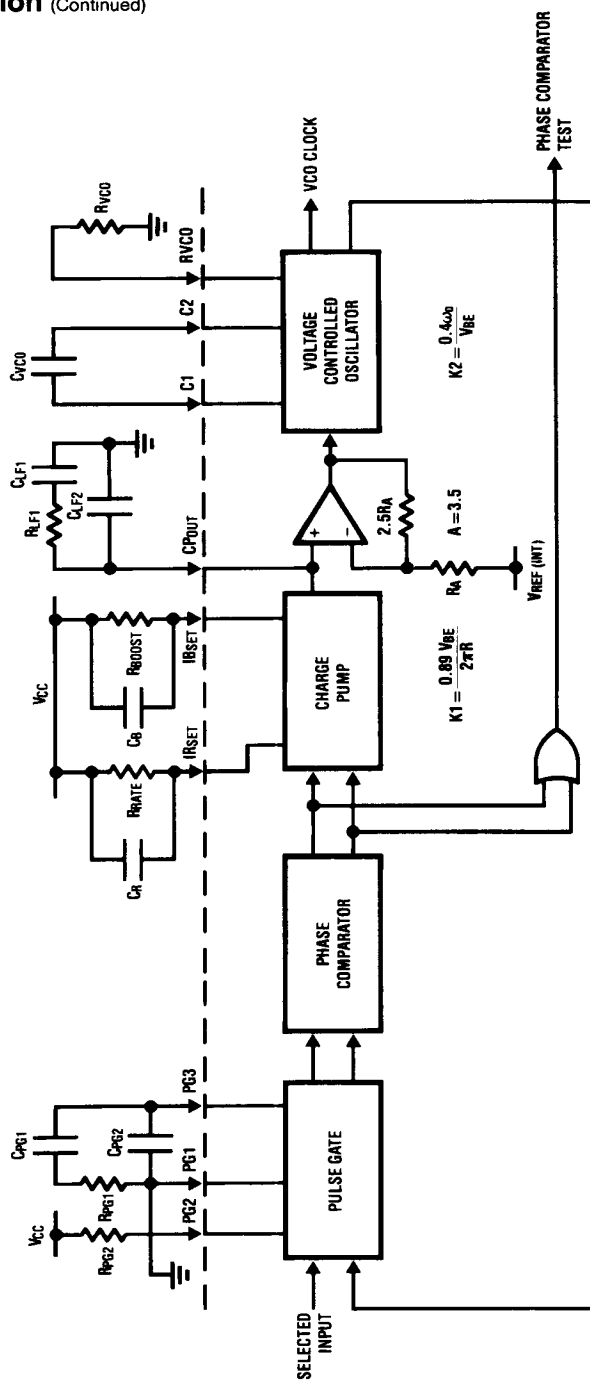 ion (Continued)
VCC
RPG2
RPG1
CPG1
CPG2
PG2
PG1
PG3
VCC
CR
RRATE
IRSET
CB
RBOOST
IBSET
RLF1
CLF1
CLF2
CPOUT
CVCO
C1
C2
RVCO
RVCO
SELECTED
INPUT
PULSE GATE
PHASE
COMPARATOR
CHARGE
PUMP
K1 = 0.89 VBE / 2πR
+
−
2.5RA
RA
A = 3.5
VREF (INT)
VOLTAGE
CONTROLLED
OSCILLATOR
K2 = 0.4ω0 / VBE
VCO CLOCK
PHASE COMPARATOR
TEST